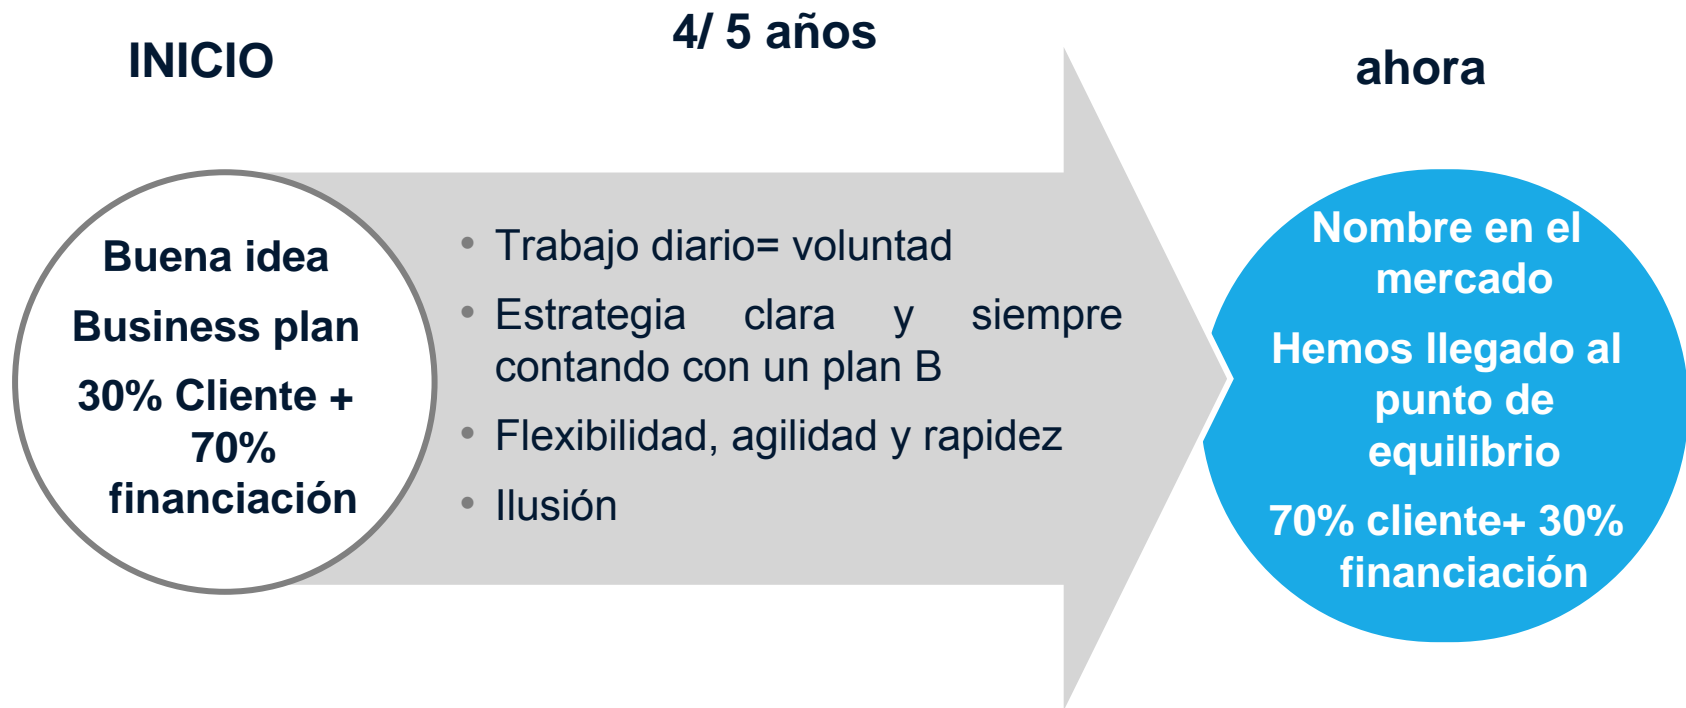 INICIO
4/ 5 años
ahora
Buena idea
Business plan
30% Cliente +
70%
financiación
• Trabajo diario= voluntad
• Estrategia clara y siempre
contando con un plan B
• Flexibilidad, agilidad y rapidez
• Ilusión
Nombre en el
mercado
Hemos llegado al
punto de
equilibrio
70% cliente+ 30%
financiación